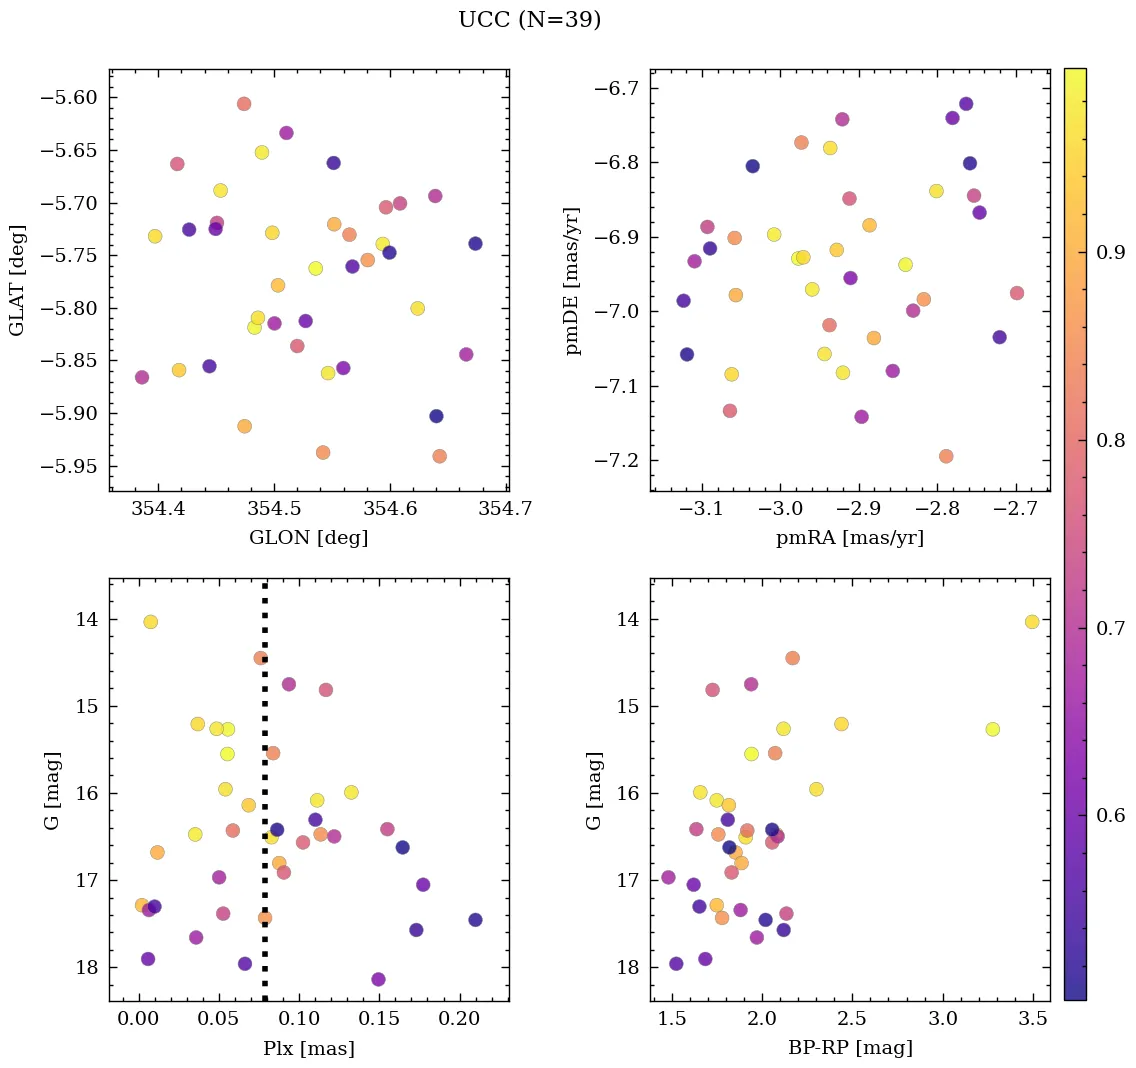 UCC (N=39)
−5.60
−5.65
−5.70
−5.75
−5.80
−5.85
−5.90
−5.95
GLAT [deg]
354.4 354.5 354.6 354.7
GLON [deg]
−6.7
−6.8
−6.9
−7.0
−7.1
−7.2
pmDE [mas/yr]
−3.1 −3.0 −2.9 −2.8 −2.7
pmRA [mas/yr]
14
15
16
17
18
G [mag]
0.00 0.05 0.10 0.15 0.20
Plx [mas]
14
15
16
17
18
G [mag]
1.5 2.0 2.5 3.0 3.5
BP-RP [mag]
0.9
0.8
0.7
0.6